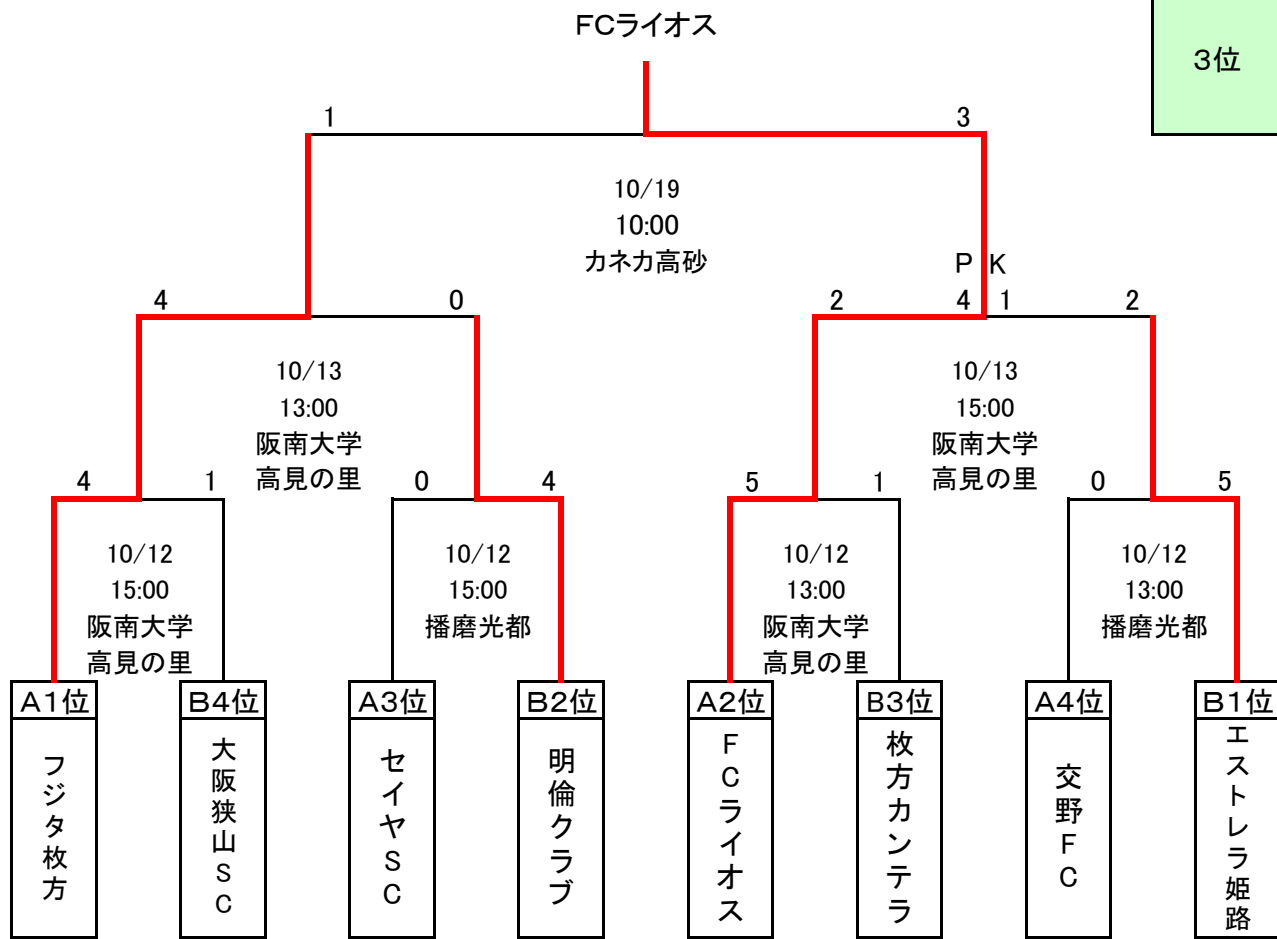 FCライオス
3位
1
3
10/19
10:00
カネカ高砂
PK
4
0
2
4
1
2
10/13
13:00
阪南大学
高見の里
10/13
15:00
阪南大学
高見の里
4
1
0
4
5
1
0
5
10/12
15:00
阪南大学
高見の里
10/12
15:00
播磨光都
10/12
13:00
阪南大学
高見の里
10/12
13:00
播磨光都
A1位
B4位
A3位
B2位
A2位
B3位
A4位
B1位
フジタ枚方
大阪狭山SC
セイヤSC
明倫クラブ
FCライオス
枚方カンテラ
交野FC
エストレラ姫路